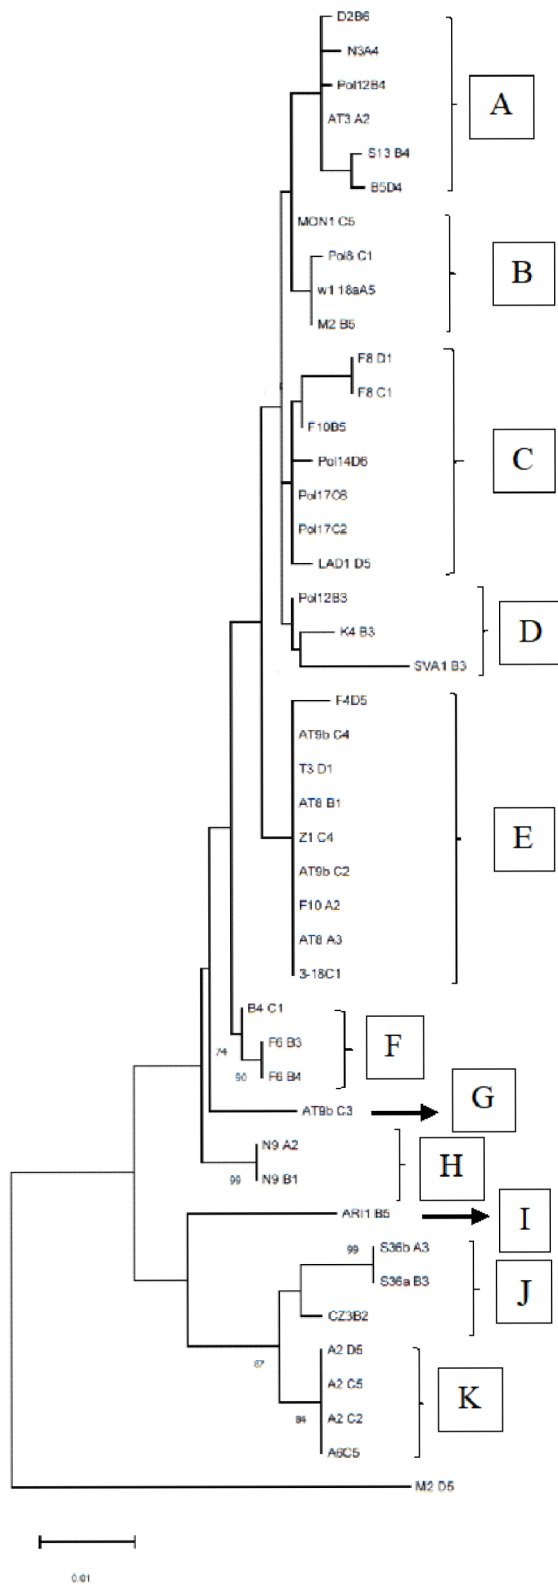 D2B6
N3A4
Pol12B4
A
AT3 A2
S13 B4
B5D4
MON1 C5
Pol8 C1
B
w1 18aA5
M2 B5
F8 D1
F8 C1
F10B5
C
Pol14D6
Pol17C6
Pol17C2
LAD1 D5
Pol12B3
D
K4 B3
SVA1 B3
F4D5
AT9b C4
T3 D1
AT8 B1
E
Z1 C4
AT9b C2
F10 A2
AT8 A3
3-18C1
B4 C1
F6 B3
F
74
90
F6 B4
G
AT9b C3
N9 A2
H
99
N9 B1
ARI1 B5
I
99
S36b A3
S36a B3
J
CZ3B2
A2 D5
67
A2 C5
K
84
A2 C2
A6C5
M2 D5
0.01